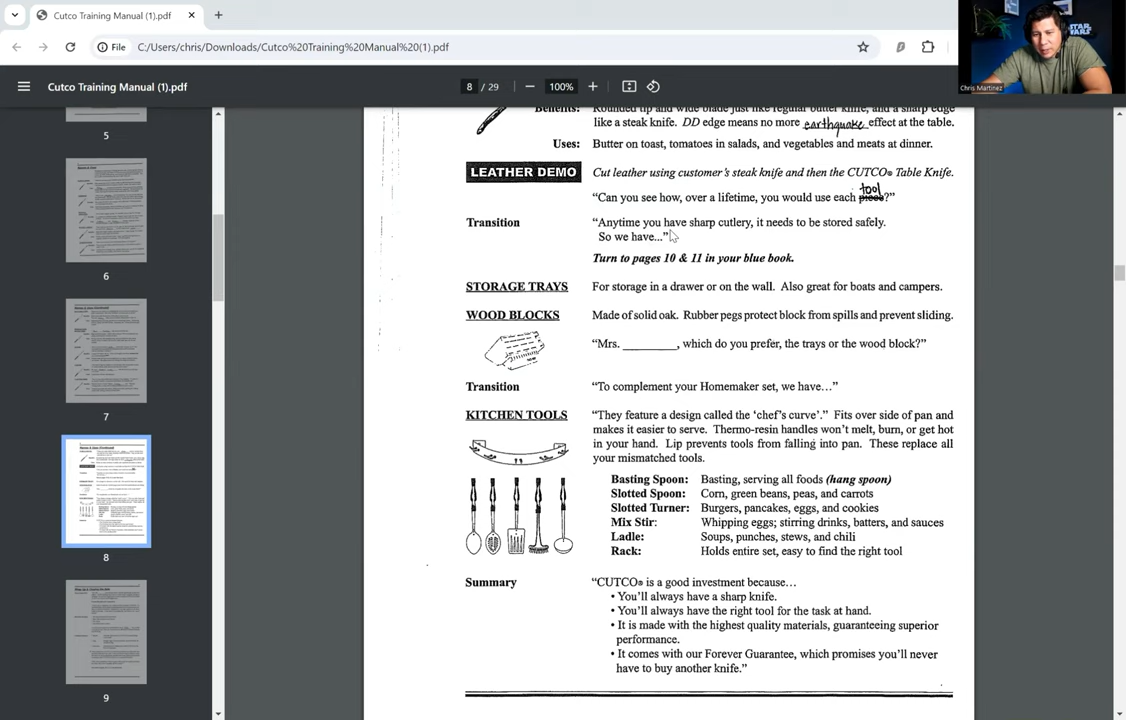 Cutco Training Manual (1).pdf
File C:/Users/chris/Downloads/Cutco%20Training%20Manual%20(1).pdf
STAR WARS
Chris Martinez
Cutco Training Manual (1).pdf 8 / 29 100%
5
6
7
8
9
Benefits: Rounded tip and wide blade just like regular butter knife, and a sharp edge
like a steak knife. DD edge means no more earthquake effect at the table.
Uses: Butter on toast, tomatoes in salads, and vegetables and meats at dinner.
LEATHER DEMO Cut leather using customer's steak knife and then the CUTCO® Table Knife.
tool
“Can you see how, over a lifetime, you would use each piece?”
Transition “Anytime you have sharp cutlery, it needs to be stored safely.
So we have...”
Turn to pages 10 & 11 in your blue book.
STORAGE TRAYS For storage in a drawer or on the wall. Also great for boats and campers.
WOOD BLOCKS Made of solid oak. Rubber pegs protect block from spills and prevent sliding.
“Mrs. ________, which do you prefer, the trays or the wood block?”
Transition “To complement your Homemaker set, we have...”
KITCHEN TOOLS “They feature a design called the ‘chef's curve’.” Fits over side of pan and
makes it easier to serve. Thermo-resin handles won't melt, burn, or get hot
in your hand. Lip prevents tools from falling into pan. These replace all
your mismatched tools.
Basting Spoon: Basting, serving all foods (hang spoon)
Slotted Spoon: Corn, green beans, peas, and carrots
Slotted Turner: Burgers, pancakes, eggs, and cookies
Mix Stir: Whipping eggs; stirring drinks, batters, and sauces
Ladle: Soups, punches, stews, and chili
Rack: Holds entire set, easy to find the right tool
Summary “CUTCO® is a good investment because...
• You'll always have a sharp knife.
• You'll always have the right tool for the task at hand.
• It is made with the highest quality materials, guaranteeing superior
performance.
• It comes with our Forever Guarantee, which promises you'll never
have to buy another knife.”